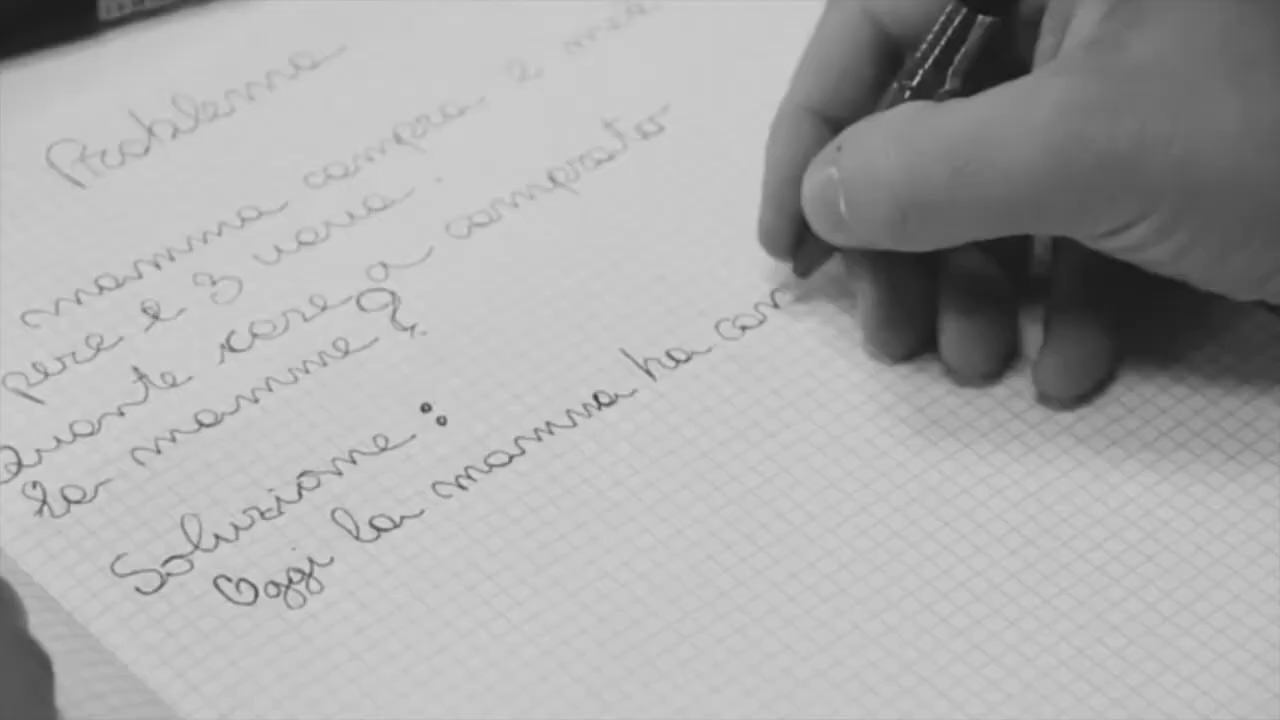 Problema
mamma compra 2 mele
pere e 3 uova.
Quante cose a comprato
la mamma?
Soluzione:
Oggi la mamma ha com